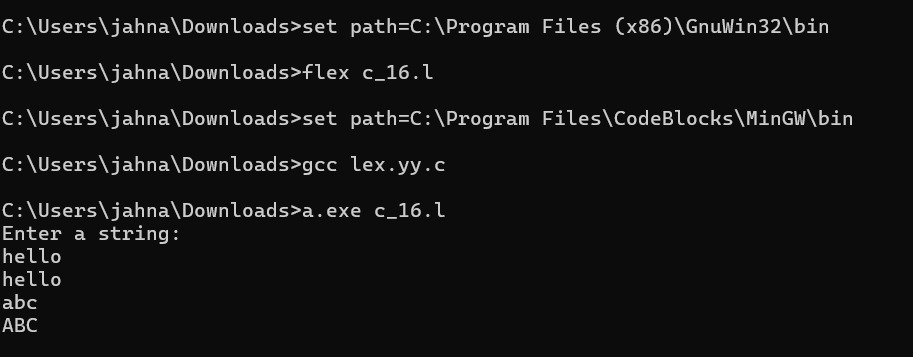 C:\Users\jahna\Downloads>set path=C:\Program Files (x86)\GnuWin32\bin
C:\Users\jahna\Downloads>flex c_16.l
C:\Users\jahna\Downloads>set path=C:\Program Files\CodeBlocks\MinGW\bin
C:\Users\jahna\Downloads>gcc lex.yy.c
C:\Users\jahna\Downloads>a.exe c_16.l
Enter a string:
hello
hello
abc
ABC